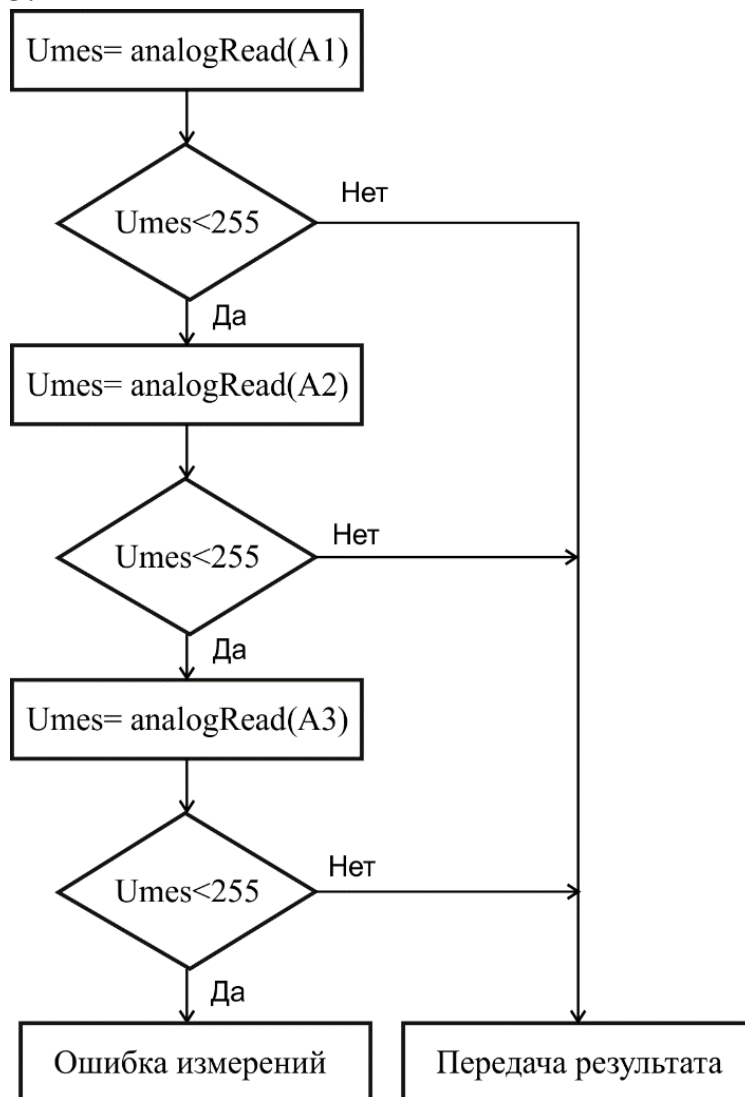 Umes= analogRead(A1)
Umes<255
Нет
Да
Umes= analogRead(A2)
Umes<255
Нет
Да
Umes= analogRead(A3)
Umes<255
Нет
Да
Ошибка измерений
Передача результата